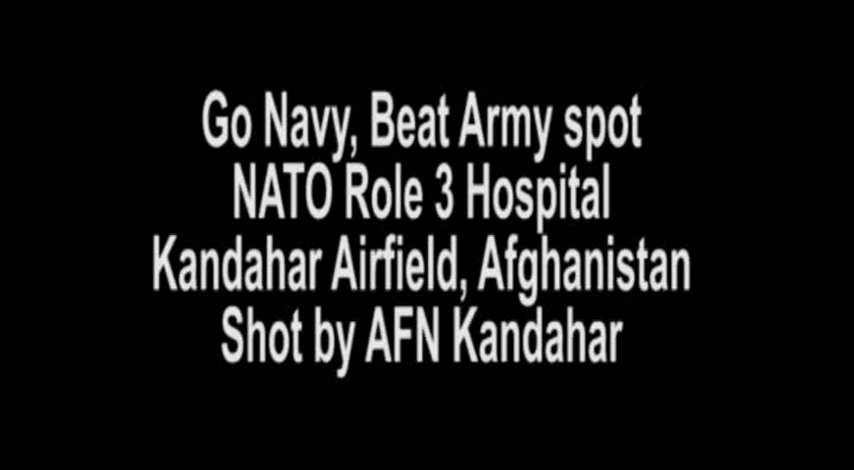 Go Navy, Beat Army spot
NATO Role 3 Hospital
Kandahar Airfield, Afghanistan
Shot by AFN Kandahar